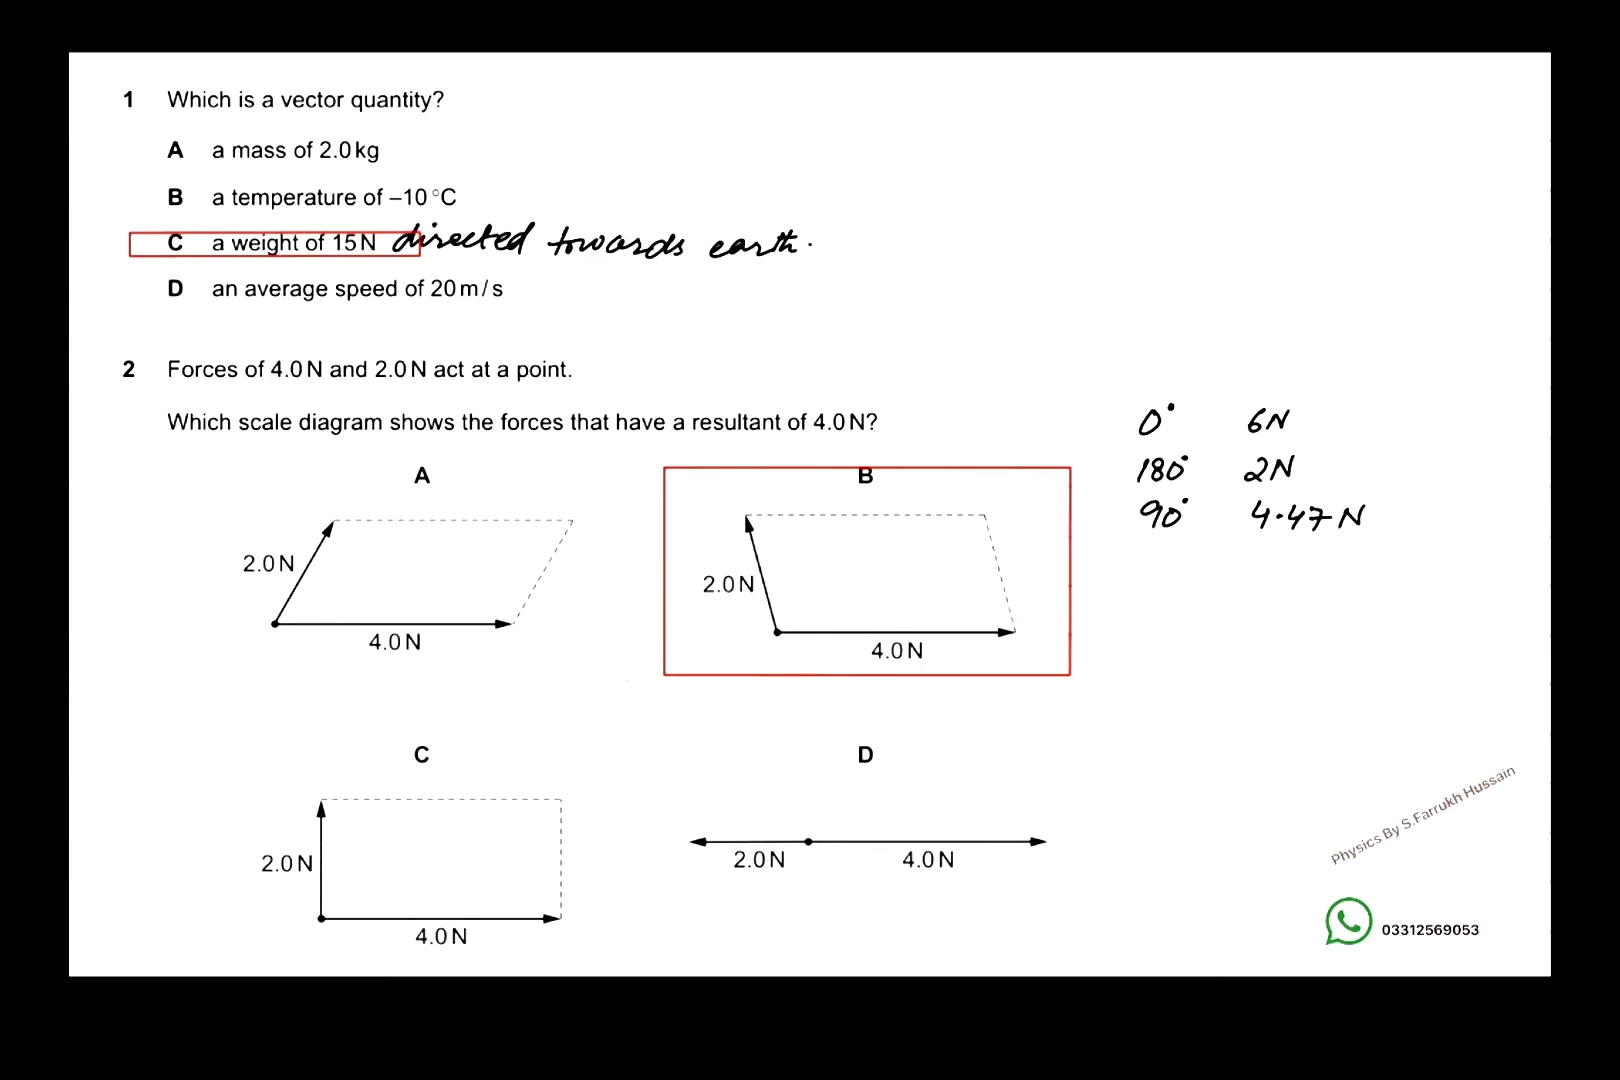 1 Which is a vector quantity?
A a mass of 2.0 kg
B a temperature of –10 °C
C a weight of 15 N directed towards earth.
D an average speed of 20 m / s
2 Forces of 4.0 N and 2.0 N act at a point.
Which scale diagram shows the forces that have a resultant of 4.0 N?
0° 6N
180° 2N
90° 4.47 N
A
2.0 N
4.0 N
B
2.0 N
4.0 N
C
2.0 N
4.0 N
D
2.0 N 4.0 N
Physics By S.Farrukh Hussain
03312569053